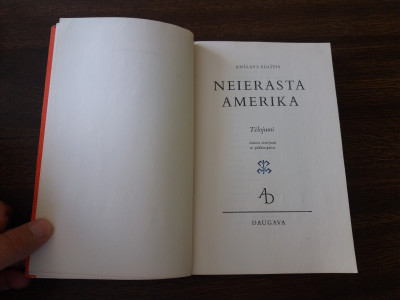 ANŠLAVS EGLĪTIS
NEIERASTA
AMERIKA
Tēlojumi
AD
DAUGAVA